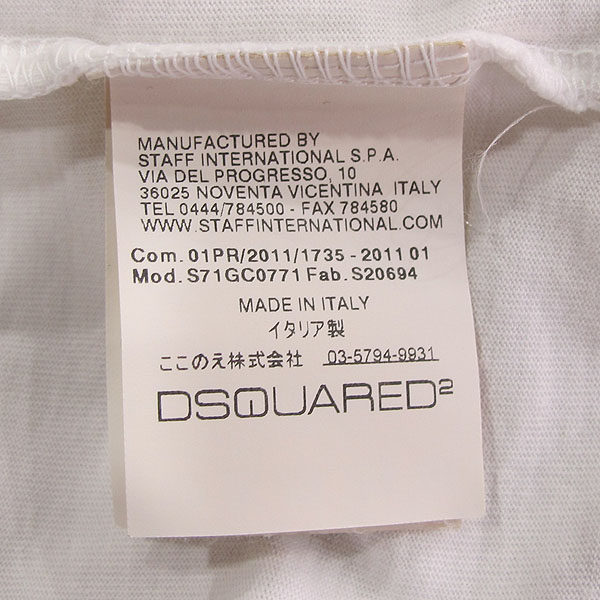 MANUFACTURED BY
STAFF INTERNATIONAL S.P.A.
VIA DEL PROGRESSO, 10
36025 NOVENTA VICENTINA ITALY
TEL 0444/784500 - FAX 784580
WWW.STAFFINTERNATIONAL.COM
Com. 01PR/2011/1735 - 2011 01
Mod. S71GC0771 Fab. S20694
MADE IN ITALY
イタリア製
ここのえ株式会社 03-5794-9931
DSQUARED²